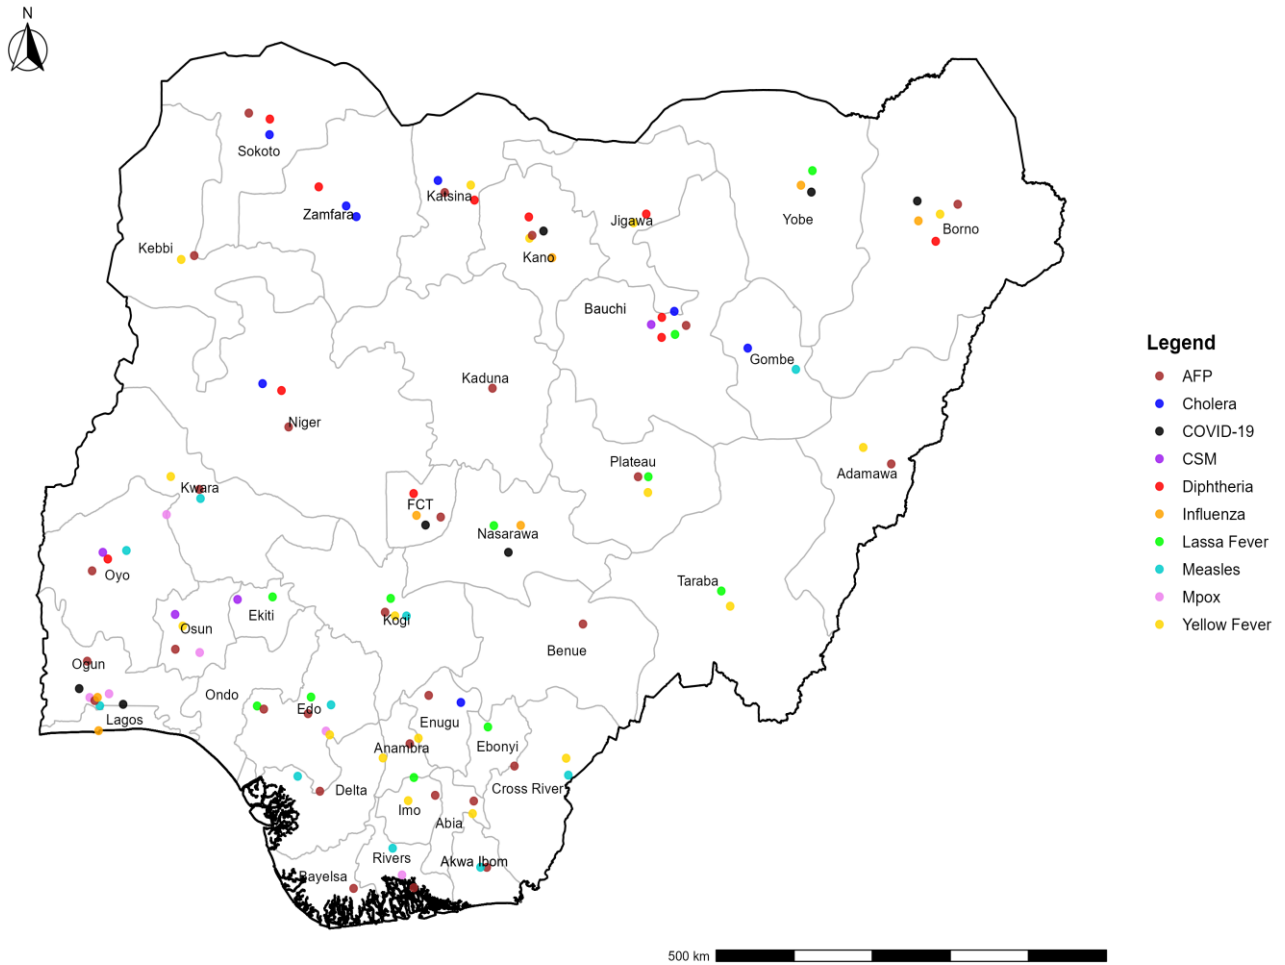 N
Sokoto
Zamfara
Katsina
Kebbi
Kano
Jigawa
Yobe
Borno
Bauchi
Gombe
Kaduna
Niger
Legend
AFP
Cholera
COVID-19
CSM
Diphtheria
Influenza
Lassa Fever
Measles
Mpox
Yellow Fever
Plateau
Adamawa
Kwara
FCT
Nasarawa
Oyo
Taraba
Ekiti
Osun
Kogi
Benue
Ogun
Ondo
Edo
Lagos
Enugu
Anambra
Ebonyi
Delta
Cross River
Imo
Abia
Rivers
Akwa Ibom
Bayelsa
500 km